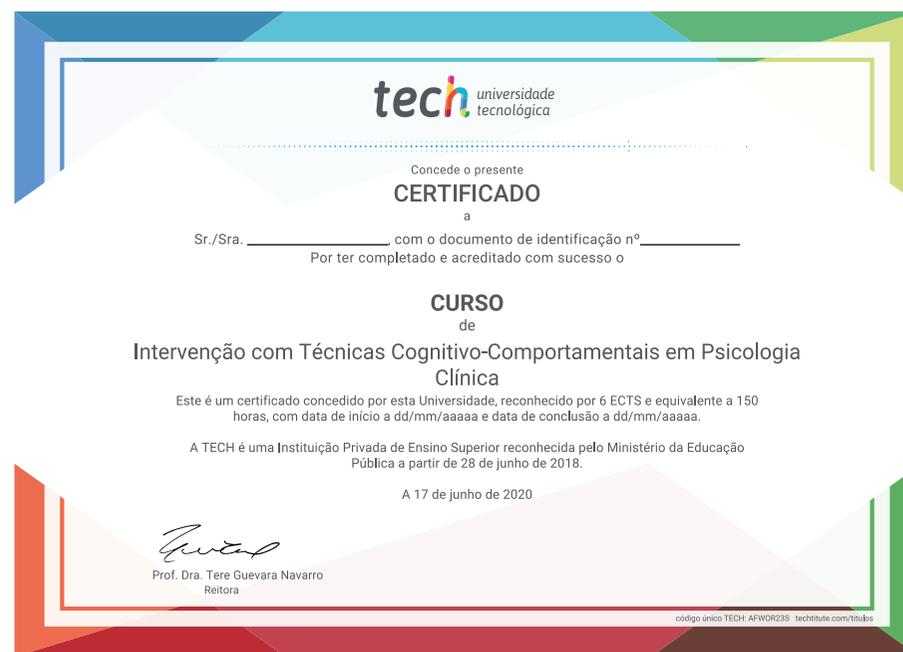 tech universidade
tecnológica
Concede o presente
CERTIFICADO
a
Sr./Sra. ____________________, com o documento de identificação nº______________
Por ter completado e acreditado com sucesso o
CURSO
de
Intervenção com Técnicas Cognitivo-Comportamentais em Psicologia
Clínica
Este é um certificado concedido por esta Universidade, reconhecido por 6 ECTS e equivalente a 150
horas, com data de início a dd/mm/aaaaa e data de conclusão a dd/mm/aaaaa.
A TECH é uma Instituição Privada de Ensino Superior reconhecida pelo Ministério da Educação
Pública a partir de 28 de junho de 2018.
A 17 de junho de 2020
Prof. Dra. Tere Guevara Navarro
Reitora
código único TECH: AFWOR23S techtitute.com/titulos